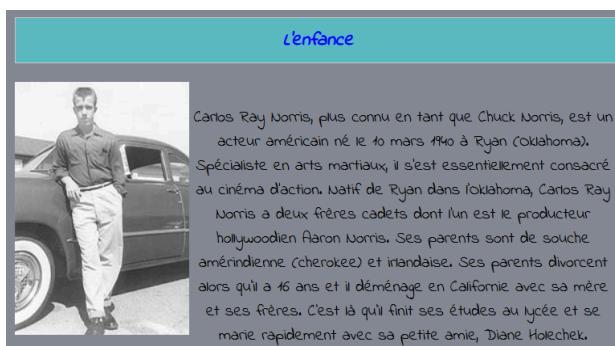 L'enfance
Carlos Ray Norris, plus connu en tant que Chuck Norris, est un
acteur américain né le 10 mars 1940 à Ryan (Oklahoma).
Spécialiste en arts martiaux, il s'est essentiellement consacré
au cinéma d'action. Natif de Ryan dans l'Oklahoma, Carlos Ray
Norris a deux frères cadets dont l'un est le producteur
hollywoodien Aaron Norris. Ses parents sont de souche
amérindienne (cherokee) et irlandaise. Ses parents divorcent
alors qu'il a 16 ans et il déménage en Californie avec sa mère
et ses frères. C'est là qu'il finit ses études au lycée et se
marie rapidement avec sa petite amie, Diane Holechek.